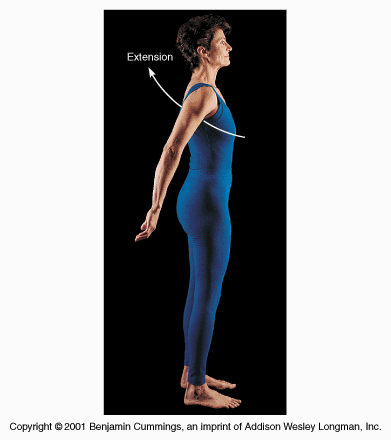 Extension
Copyright © 2001 Benjamin Cummings, an imprint of Addison Wesley Longman, Inc.